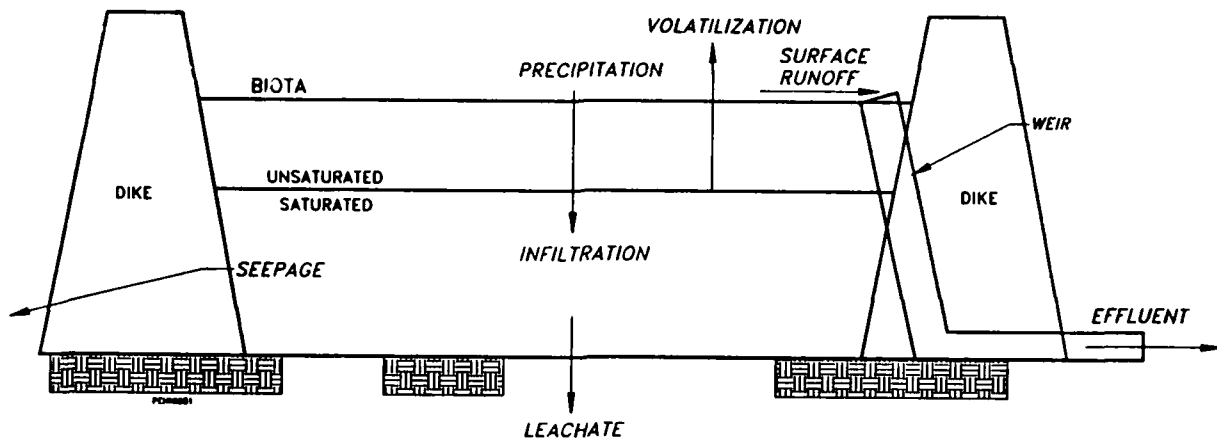 VOLATILIZATION
PRECIPITATION
SURFACE
RUNOFF
BIOTA
WEIR
UNSATURATED
SATURATED
DIKE
DIKE
INFILTRATION
SEEPAGE
EFFLUENT
LEACHATE